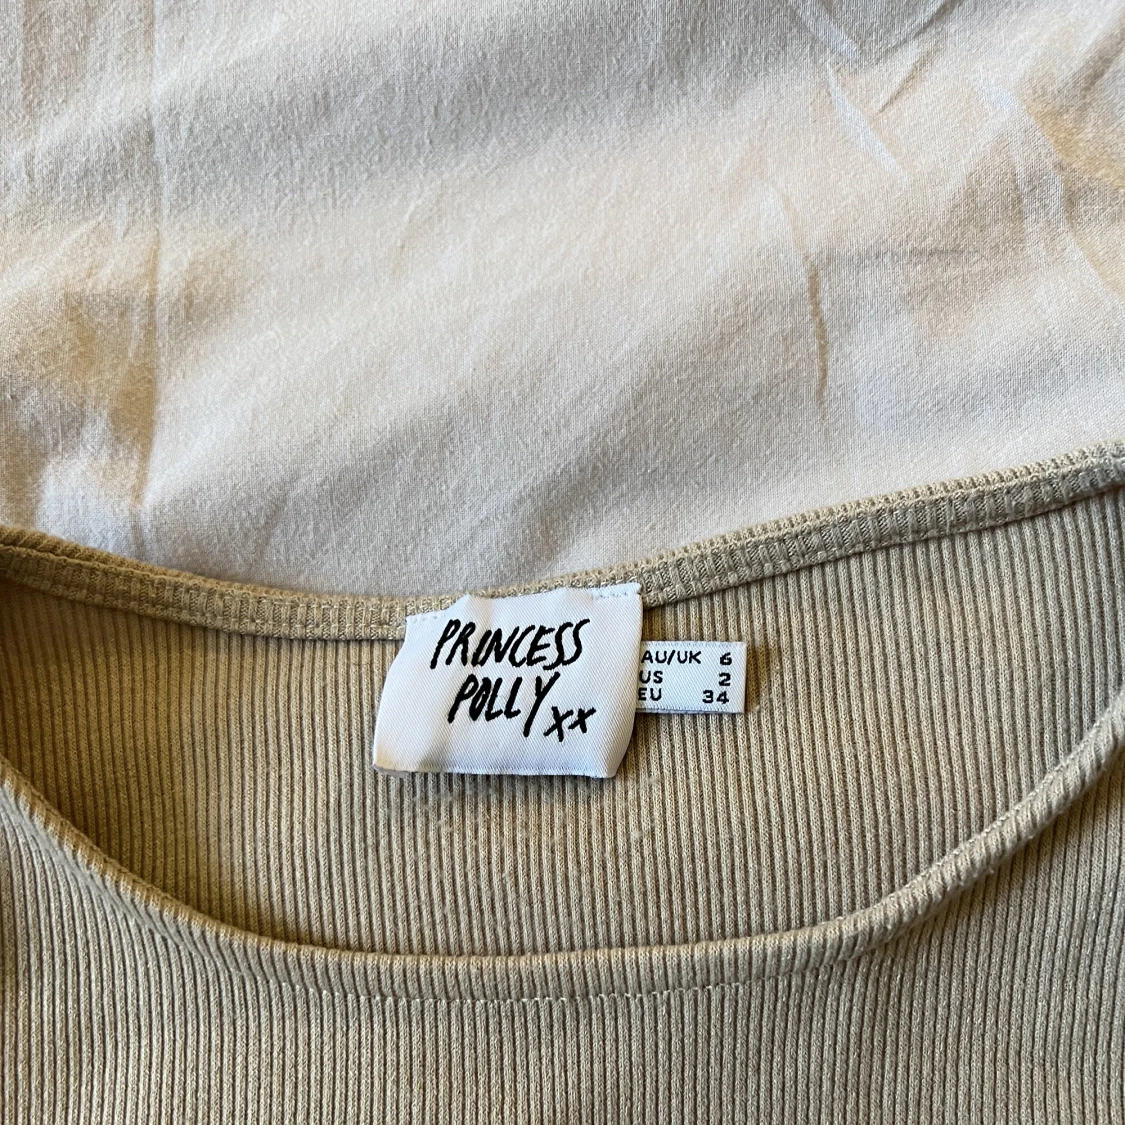 PRINCESS
POLLY xx
AU/UK 6
US 2
EU 34